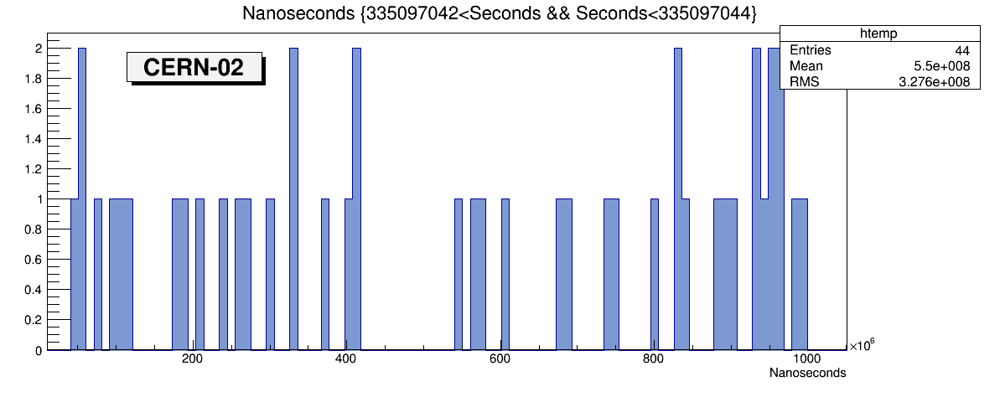 Nanoseconds {335097042<Seconds && Seconds<335097044}
htemp
Entries 44
Mean 5.5e+008
RMS 3.276e+008
CERN-02
2
1.8
1.6
1.4
1.2
1
0.8
0.6
0.4
0.2
0
200 400 600 800 1000
×10^6
Nanoseconds